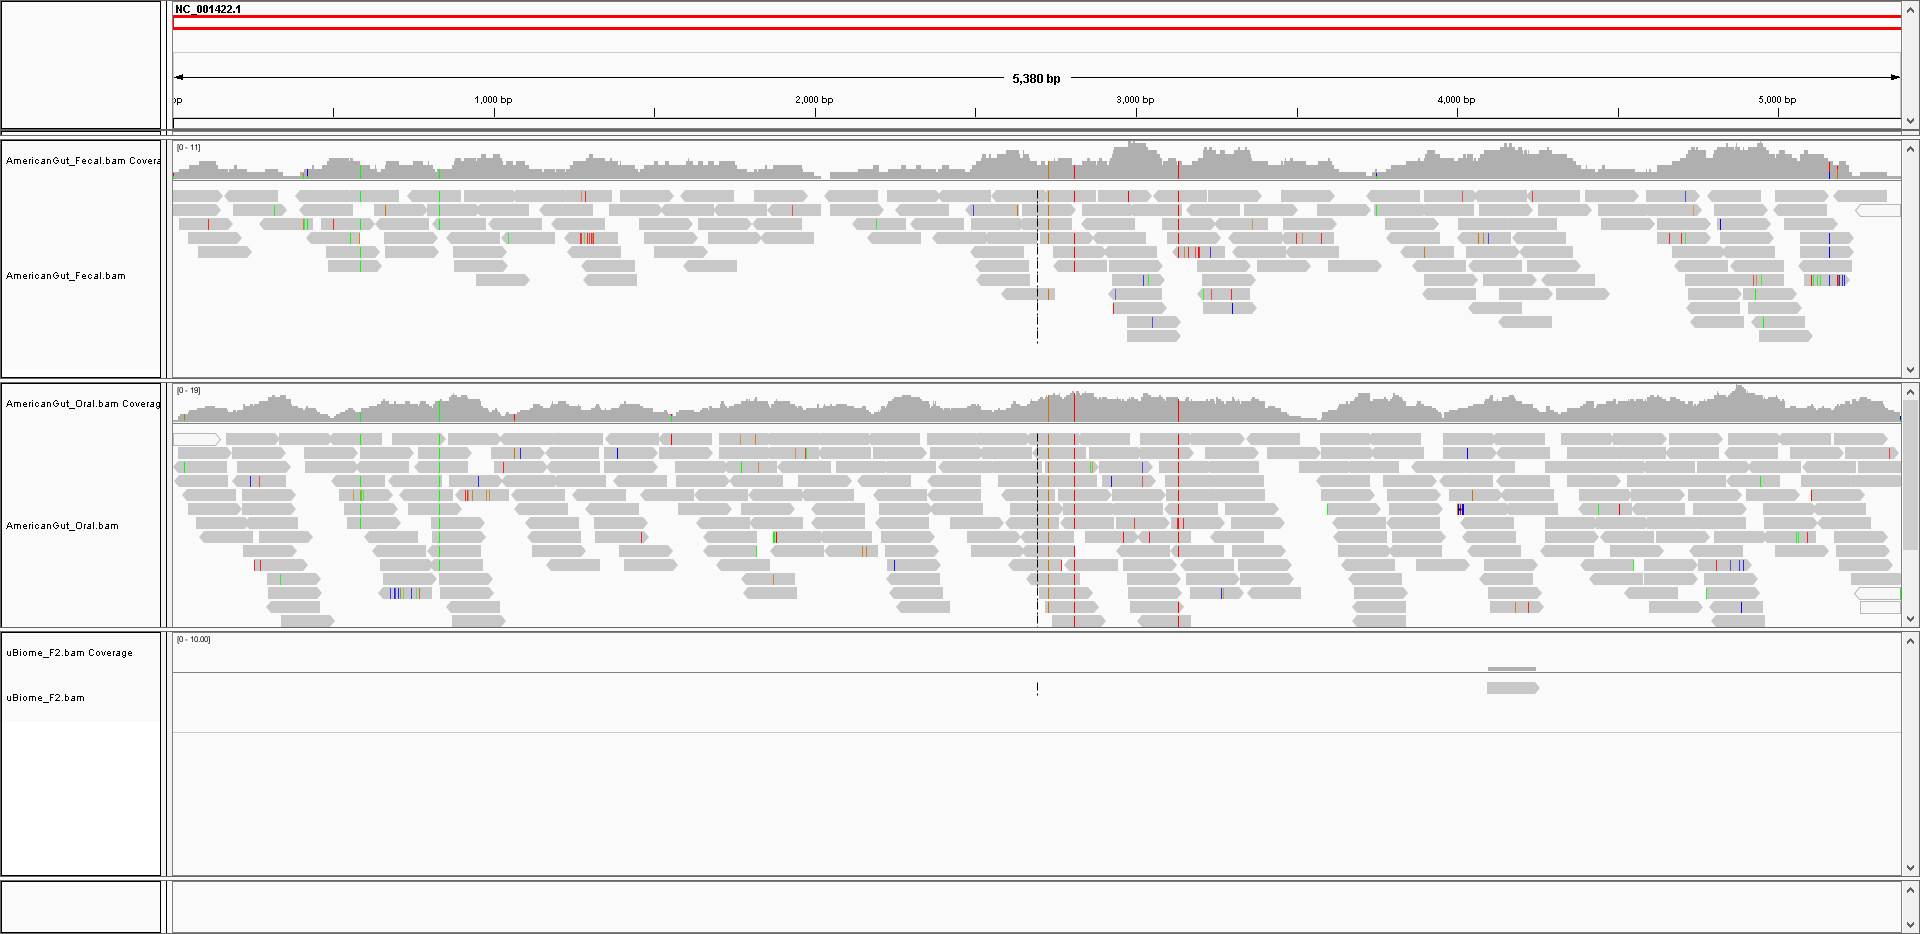 NC_001422.1
5,380 bp
bp 1,000 bp 2,000 bp 3,000 bp 4,000 bp 5,000 bp
AmericanGut_Fecal.bam Covera
[0 - 11]
AmericanGut_Fecal.bam
AmericanGut_Oral.bam Coverag
[0 - 19]
AmericanGut_Oral.bam
uBiome_F2.bam Coverage
[0 - 10.00]
uBiome_F2.bam